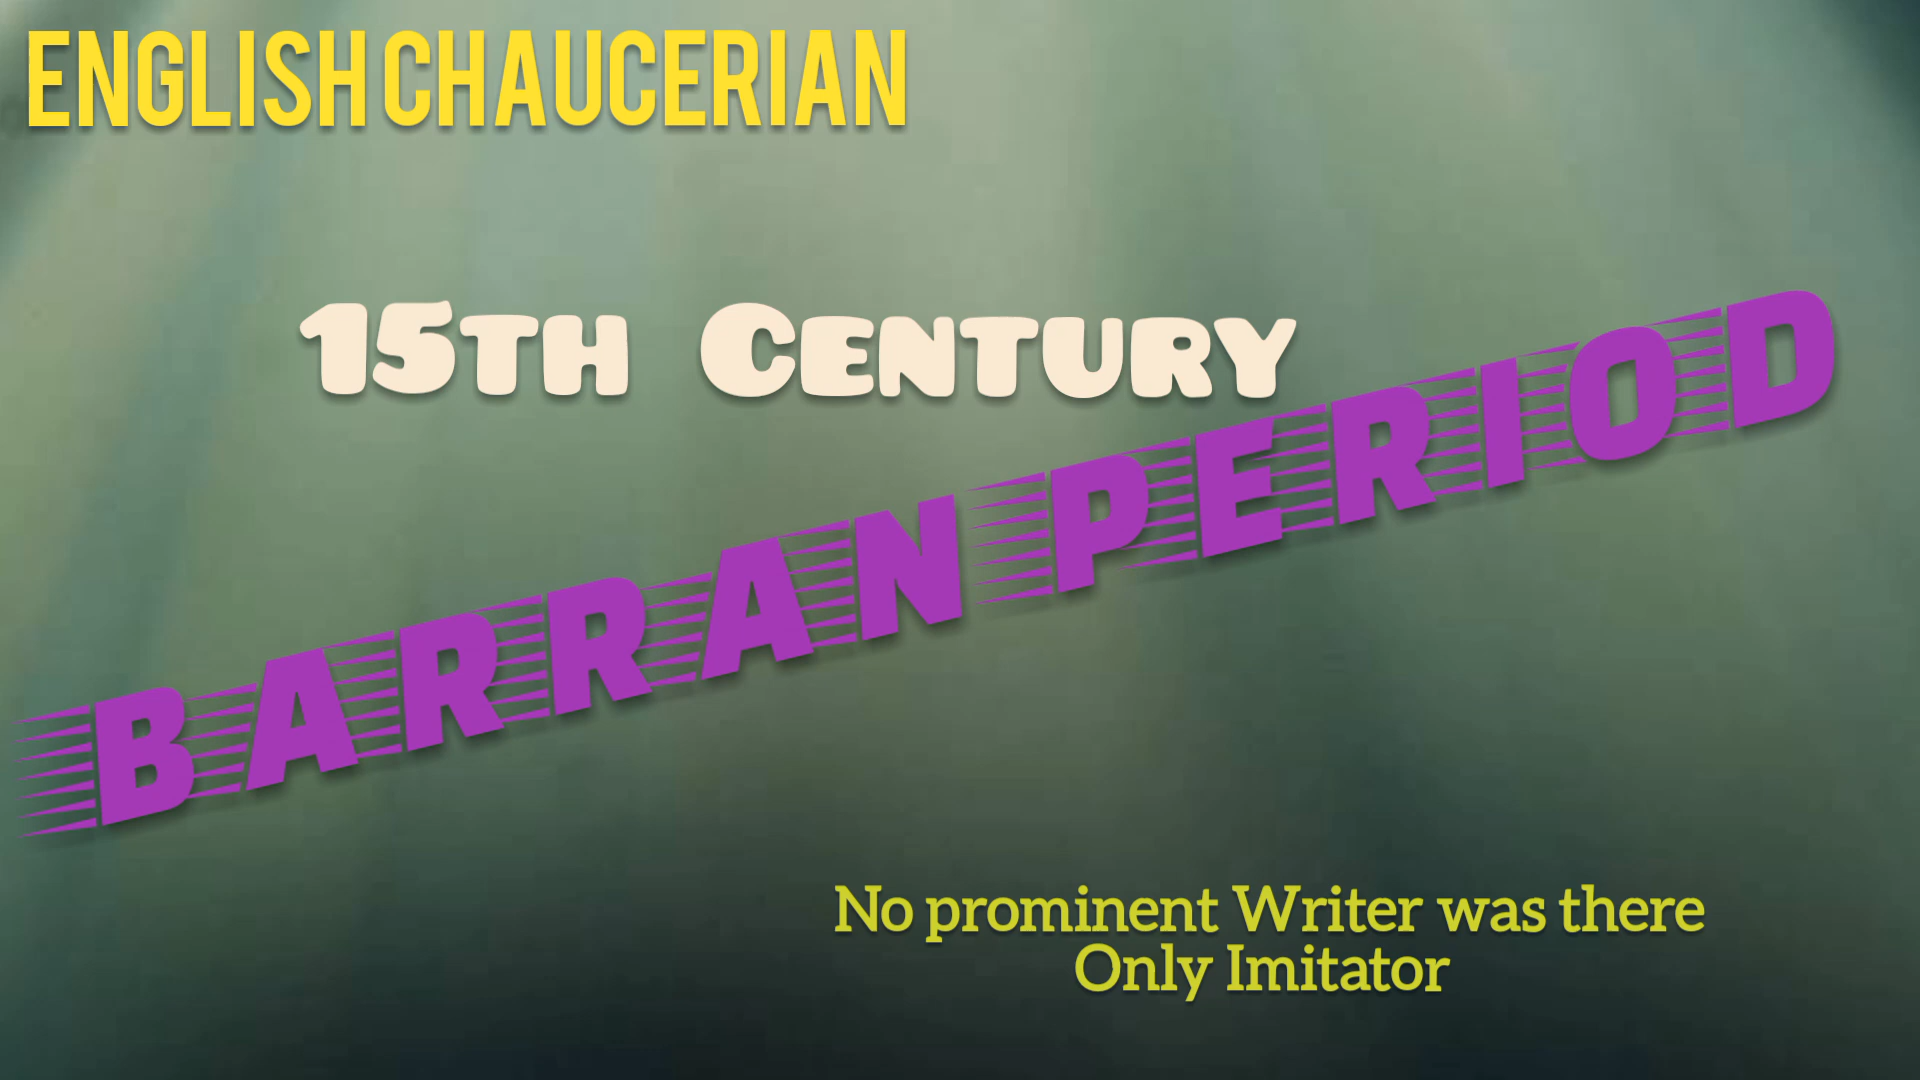 ENGLISH CHAUCERIAN
15TH CENTURY
BARRAN PERIOD
No prominent Writer was there
Only Imitator